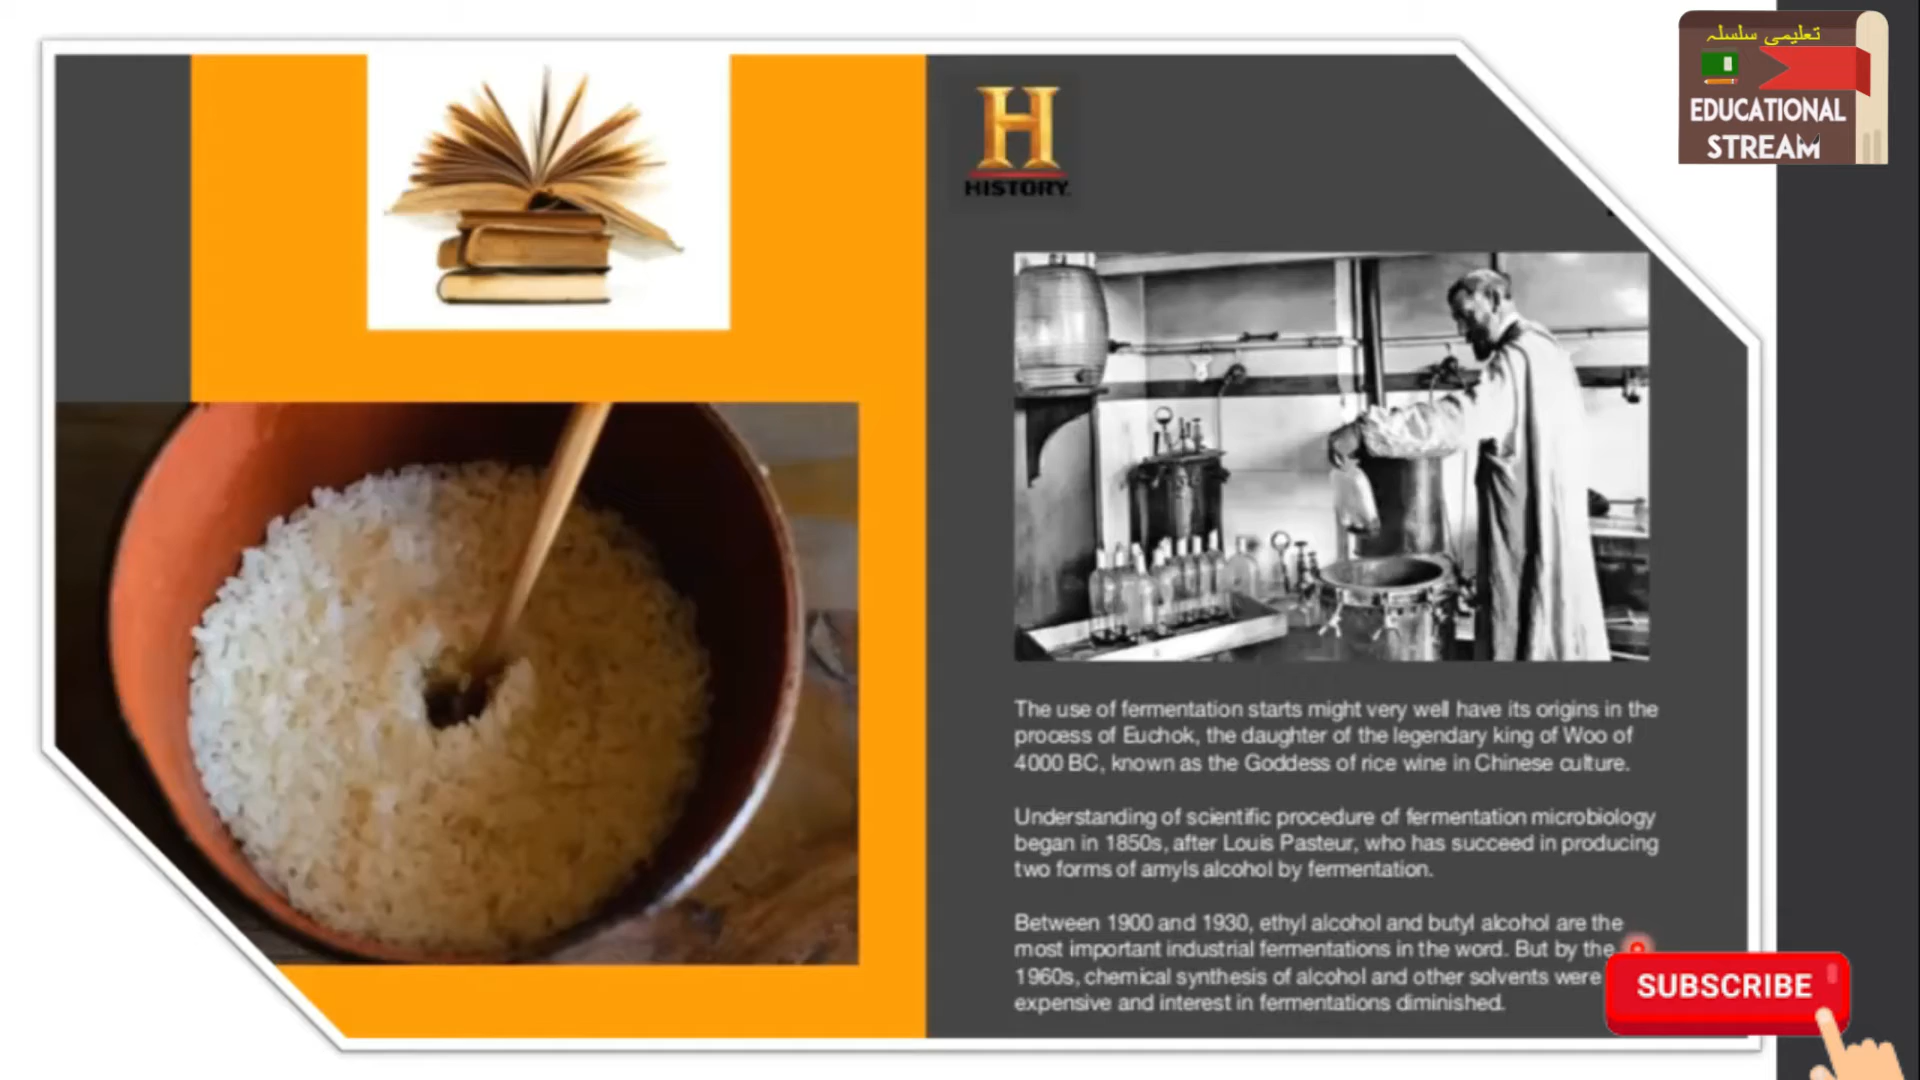 تعلیمی سلسلہ
EDUCATIONAL
STREAM
H
HISTORY
The use of fermentation starts might very well have its origins in the
process of Euchok, the daughter of the legendary king of Woo of
4000 BC, known as the Goddess of rice wine in Chinese culture.
Understanding of scientific procedure of fermentation microbiology
began in 1850s, after Louis Pasteur, who has succeed in producing
two forms of amyls alcohol by fermentation.
Between 1900 and 1930, ethyl alcohol and butyl alcohol are the
most important industrial fermentations in the word. But by the
1960s, chemical synthesis of alcohol and other solvents were
expensive and interest in fermentations diminished.
SUBSCRIBE